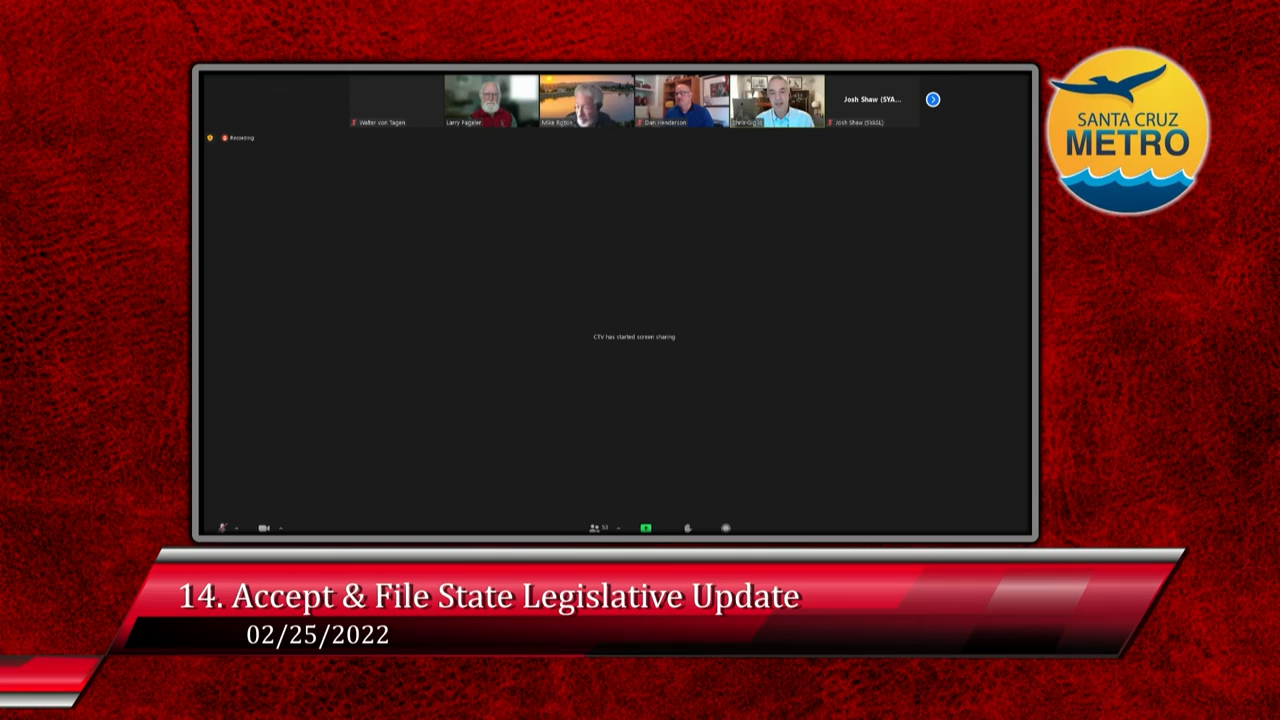 Walter von Tagen
Larry Pageler
Mike Rotkin
Dan Henderson
Josh Shaw (SYA...
Josh Shaw (SYASL)
Recording
SANTA CRUZ
METRO
CTV has started screen sharing
53
14. Accept & File State Legislative Update
02/25/2022